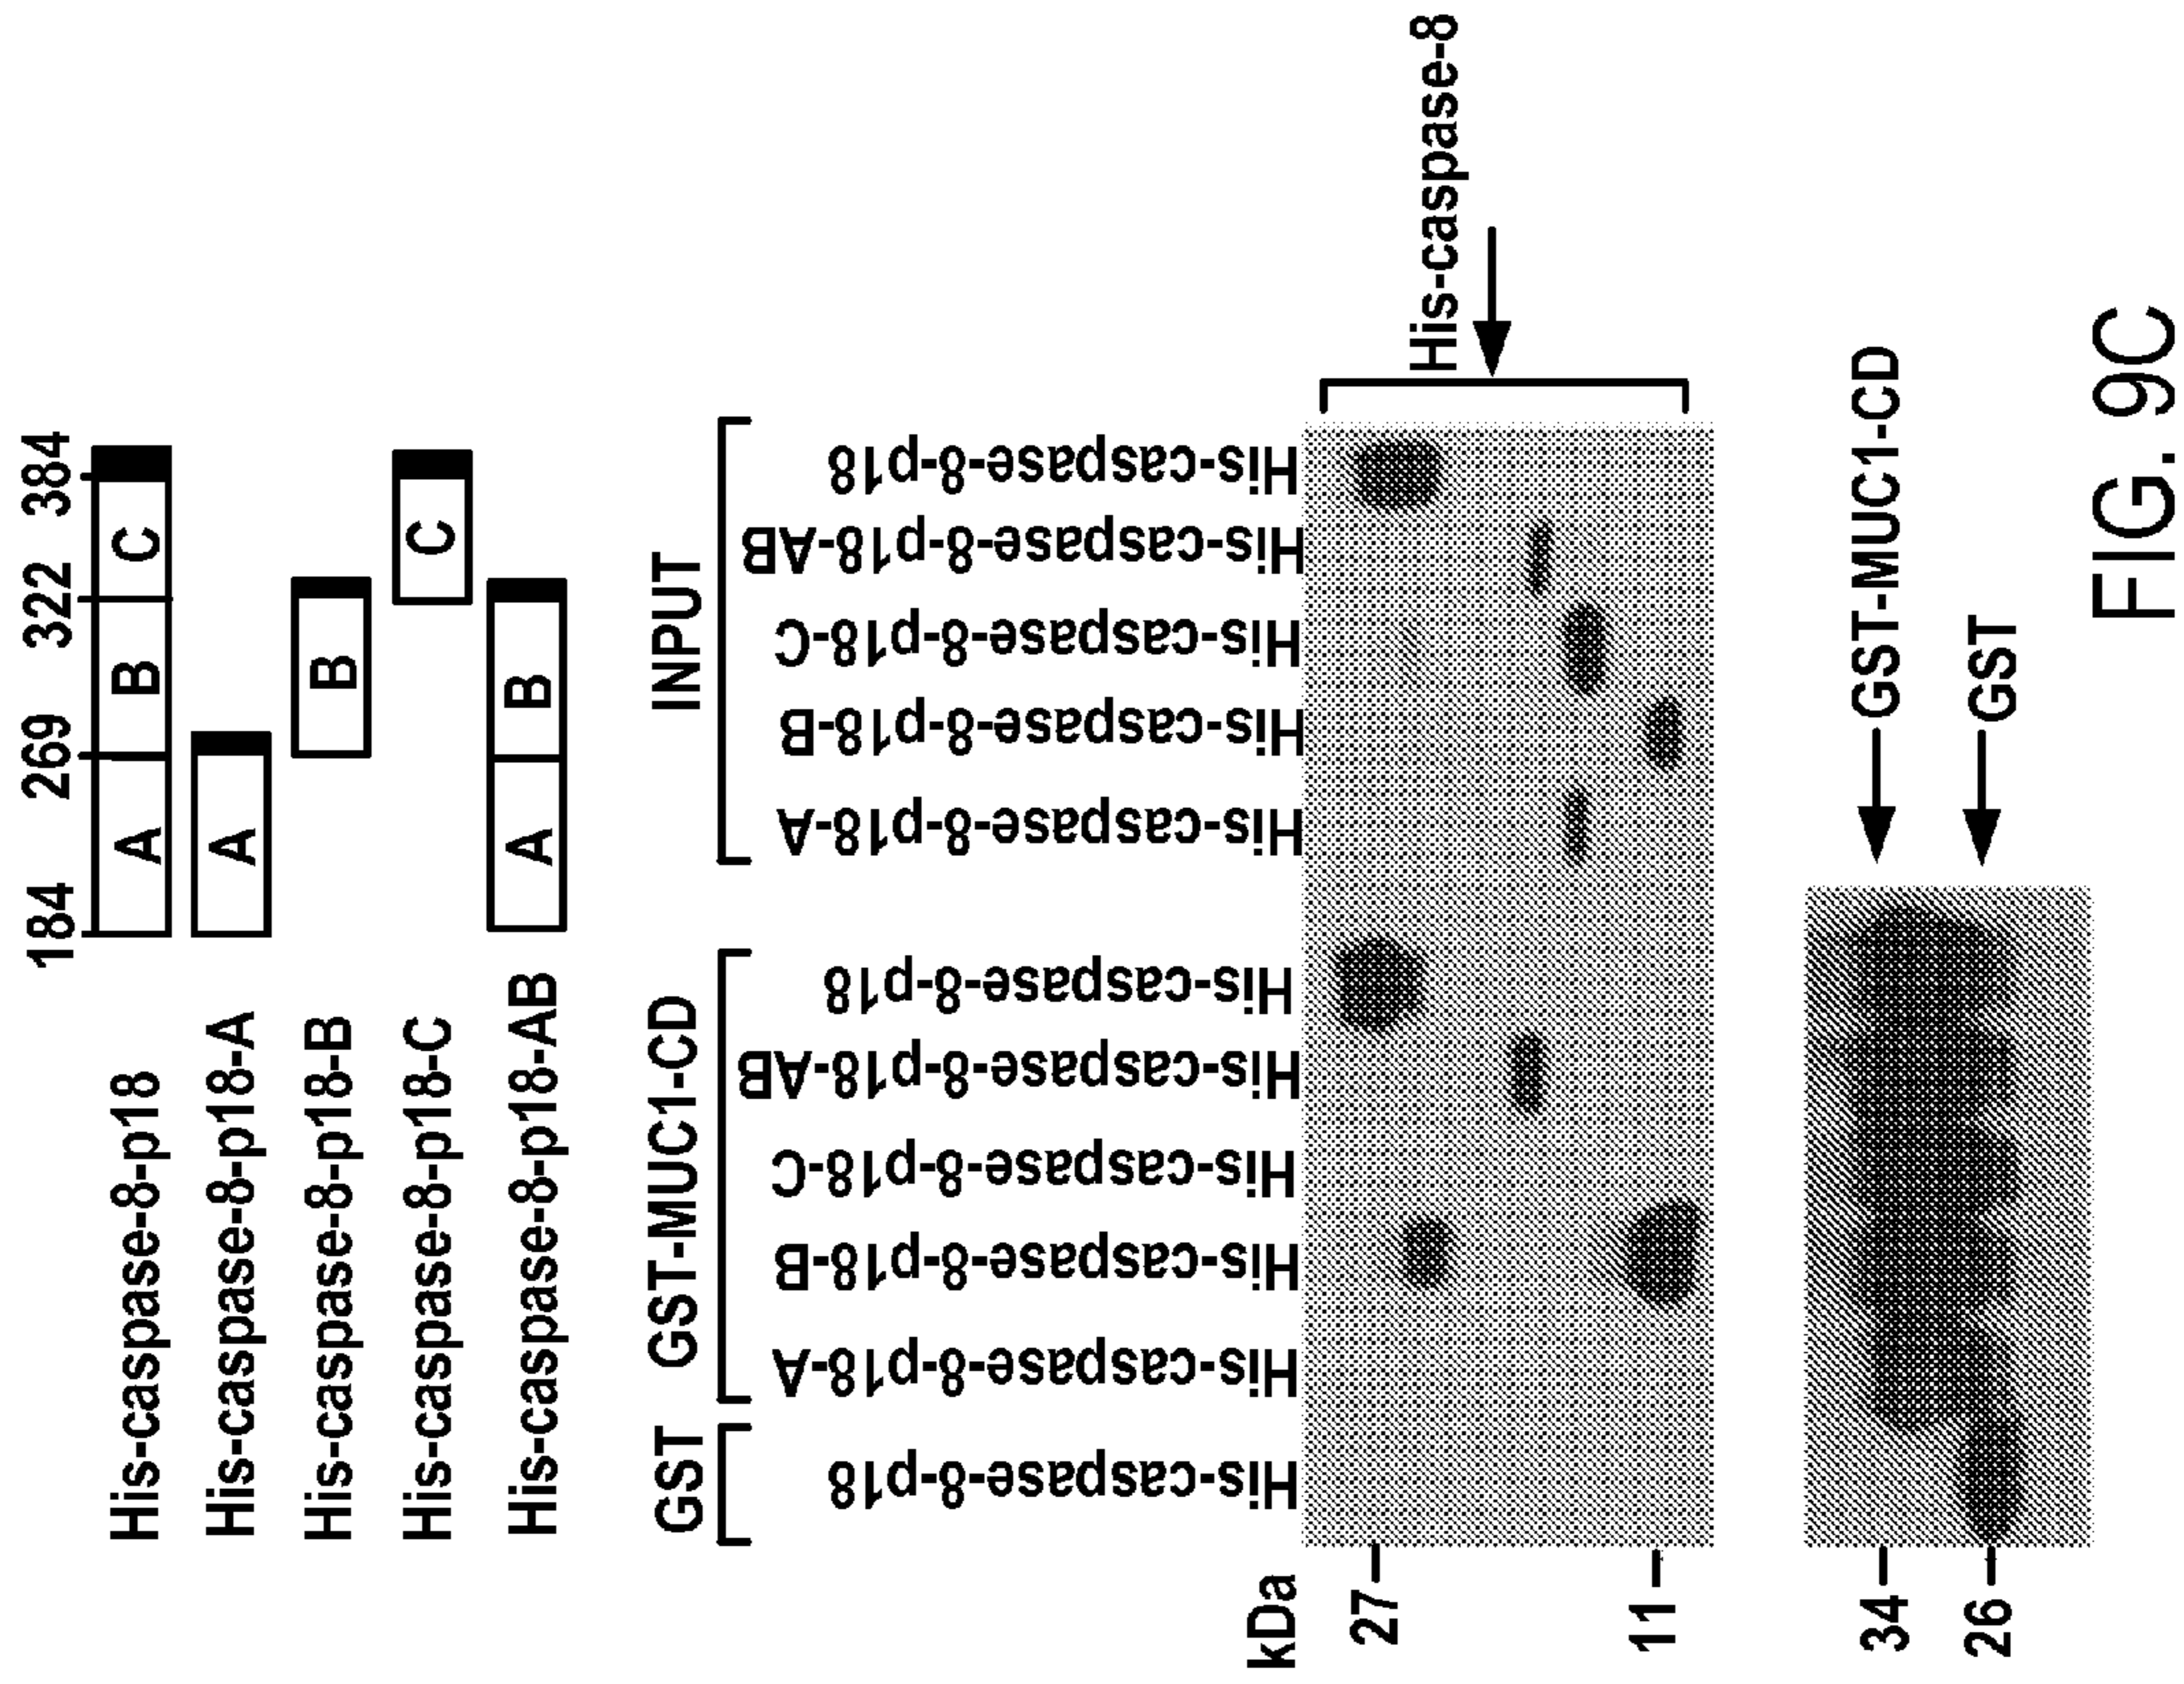 184 269 322 384
His-caspase-8-p18 A B C
His-caspase-8-p18-A A
His-caspase-8-p18-B B
His-caspase-8-p18-C C
His-caspase-8-p18-AB A B
GST GST-MUC1-CD INPUT
His-caspase-8-p18
His-caspase-8-p18-A
His-caspase-8-p18-B
His-caspase-8-p18-C
His-caspase-8-p18-AB
His-caspase-8-p18
His-caspase-8-p18-A
His-caspase-8-p18-B
His-caspase-8-p18-C
His-caspase-8-p18-AB
His-caspase-8-p18
kDa
27
11
His-caspase-8
34
26
GST-MUC1-CD
GST
FIG. 9C